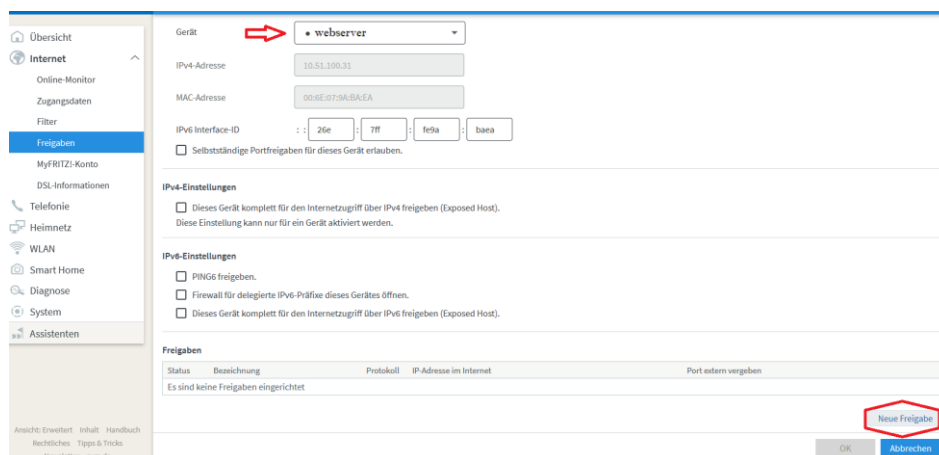 Übersicht
Internet
Online-Monitor
Zugangsdaten
Filter
Freigaben
MyFRITZ!-Konto
DSL-Informationen
Telefonie
Heimnetz
WLAN
Smart Home
Diagnose
System
Assistenten
Ansicht: Erweitert Inhalt Handbuch
Rechtliches Tipps & Tricks
Gerät • webserver
IPv4-Adresse 10.51.100.31
MAC-Adresse 00:6E:07:9A:BA:EA
IPv6 Interface-ID : : 26e : 7ff : fe9a : baea
Selbstständige Portfreigaben für dieses Gerät erlauben.
IPv4-Einstellungen
Dieses Gerät komplett für den Internetzugriff über IPv4 freigeben (Exposed Host).
Diese Einstellung kann nur für ein Gerät aktiviert werden.
IPv6-Einstellungen
PING6 freigeben.
Firewall für delegierte IPv6-Präfixe dieses Gerätes öffnen.
Dieses Gerät komplett für den Internetzugriff über IPv6 freigeben (Exposed Host).
Freigaben
Status Bezeichnung Protokoll IP-Adresse im Internet Port extern vergeben
Es sind keine Freigaben eingerichtet
Neue Freigabe
OK Abbrechen